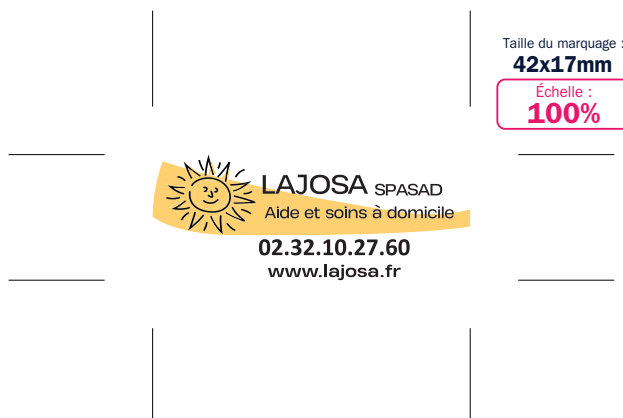 Taille du marquage :
42x17mm
Échelle :
100%
LAJOSA SPASAD
Aide et soins à domicile
02.32.10.27.60
www.lajosa.fr